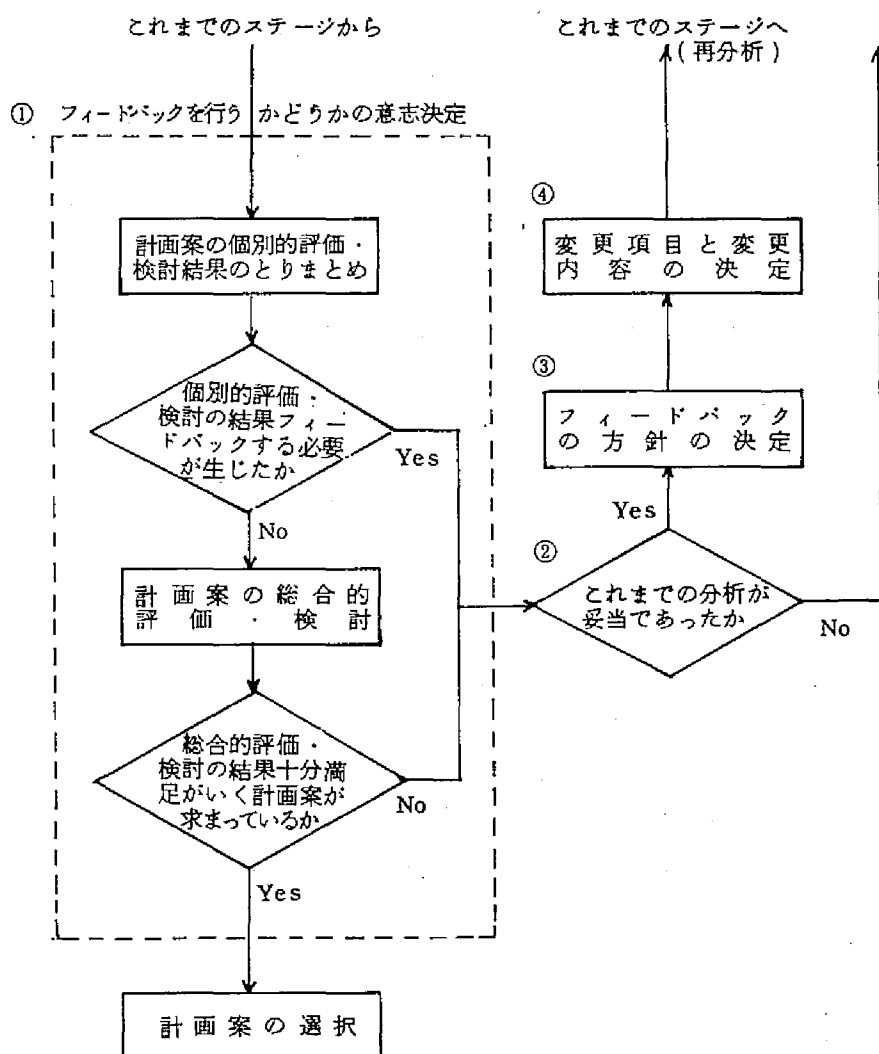 これまでのステージから
① フィードバックを行うかどうかの意志決定
計画案の個別的評価・
検討結果のとりまとめ
個別的評価・
検討の結果フィー
ドバックする必要
が生じたか
Yes
No
計画案の総合的
評価・検討
総合的評価・
検討の結果十分満
足がいく計画案が
求まっているか
No
Yes
計画案の選択
これまでのステージへ
(再分析)
④
変更項目と変更
内容の決定
③
フィードバック
の方針の決定
Yes
②
これまでの分析が
妥当であったか
No